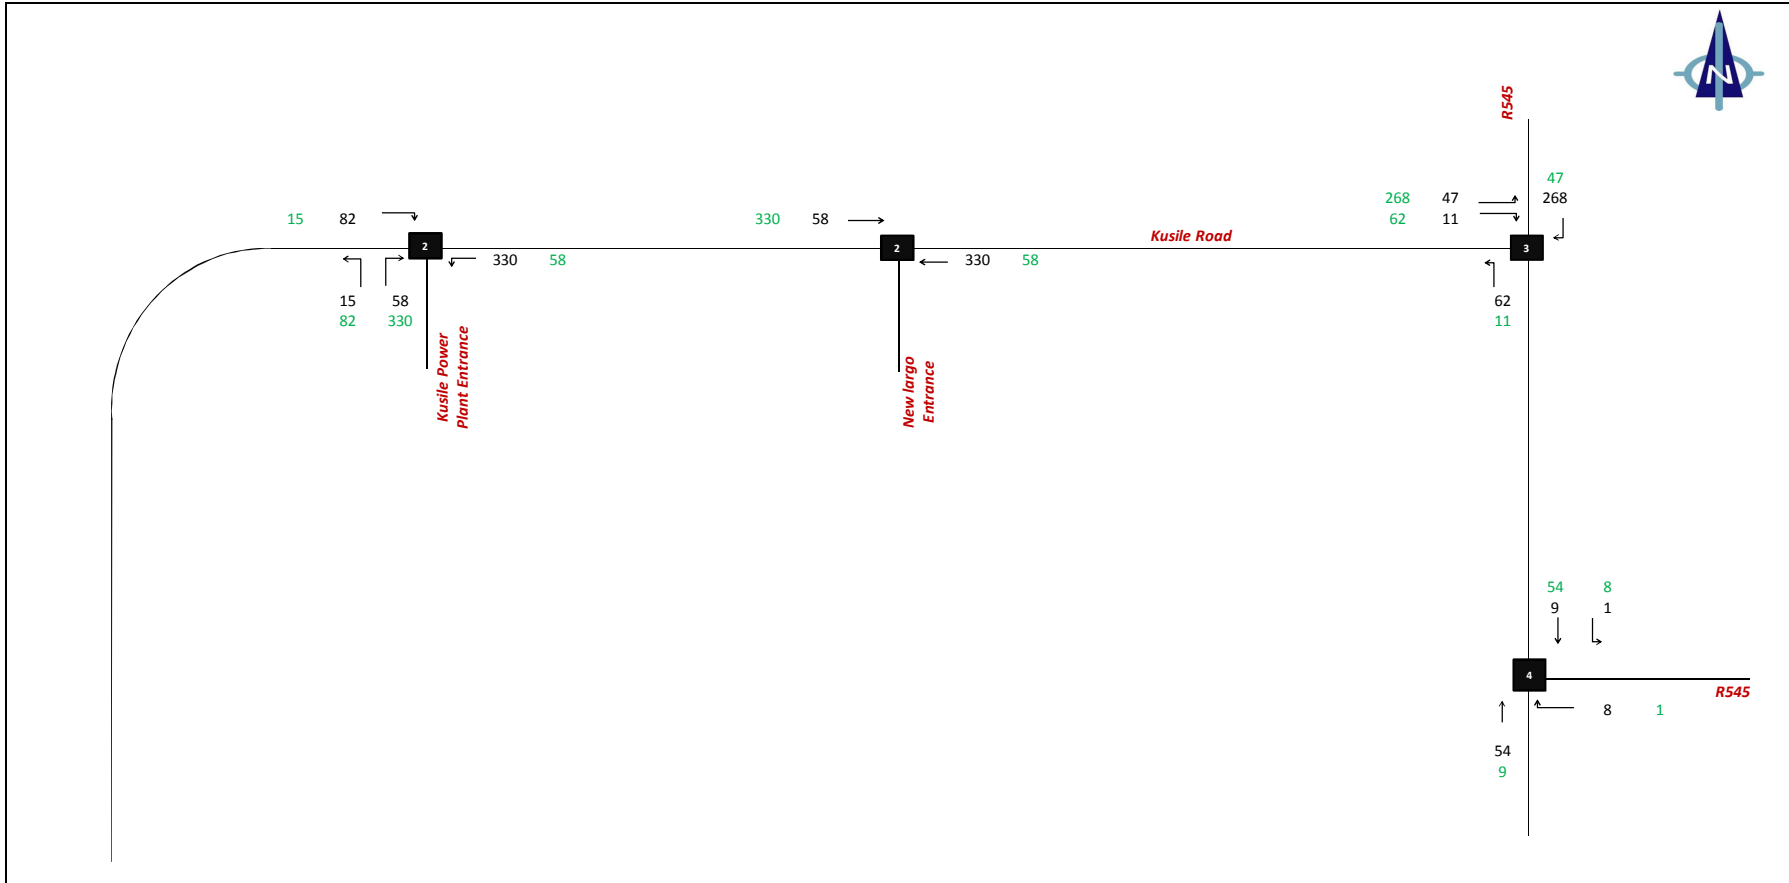 N
R545
47
268 47 268
62 11
15 82
330 58
2
2
3
Kusile Road
330 58
330 58
15 58
82 330
62
11
Kusile Power
Plant Entrance
New largo
Entrance
54 8
9 1
4
R545
8 1
54
9